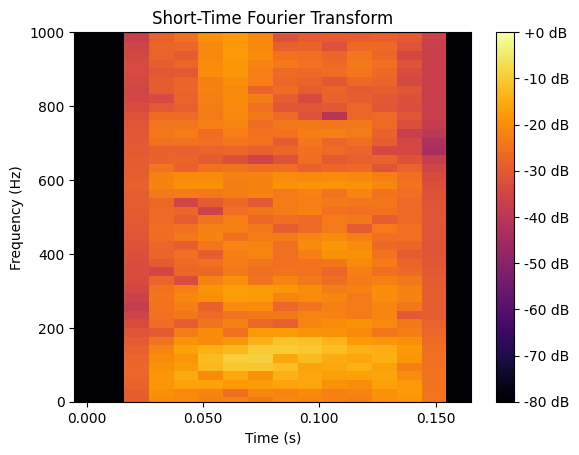 Short-Time Fourier Transform
1000
800
600
400
200
0
Frequency (Hz)
0.000
0.050
0.100
0.150
Time (s)
+0 dB
-10 dB
-20 dB
-30 dB
-40 dB
-50 dB
-60 dB
-70 dB
-80 dB